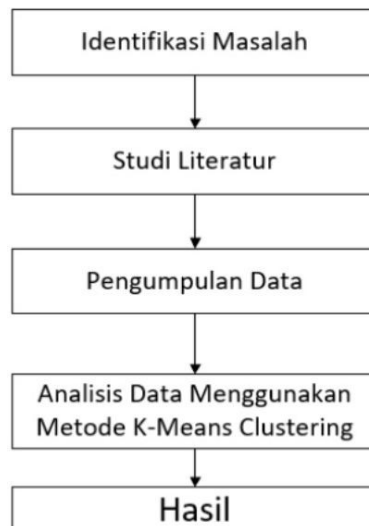 Identifikasi Masalah
Studi Literatur
Pengumpulan Data
Analisis Data Menggunakan
Metode K-Means Clustering
Hasil